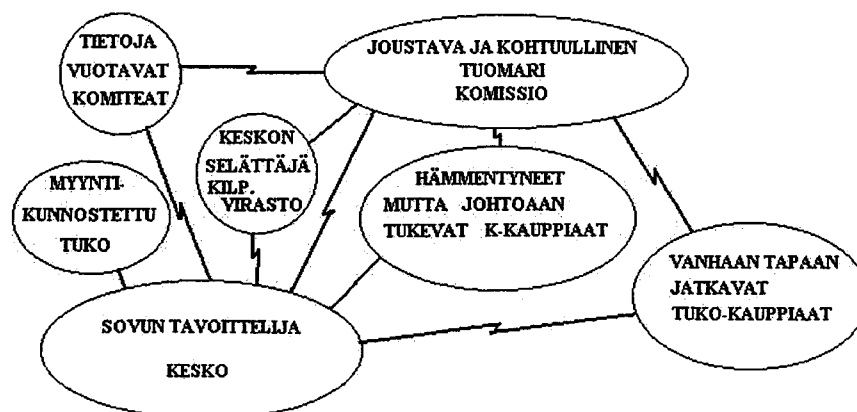 TIETOJA
VUOTAVAT
KOMITEAT
JOUSTAVA JA KOHTUULLINEN
TUOMARI
KOMISSIO
KESKON
SELÄTTÄJÄ
KILP.
VIRASTO
MYYNTI-
KUNNOSTETTU
TUKO
HÄMMENTYNEET
MUTTA JOHTOAAN
TUKEVAT K-KAUPPIAAT
VANHAAN TAPAAN
JATKAVAT
TUKO-KAUPPIAAT
SOVUN TAVOITTELIJA
KESKO